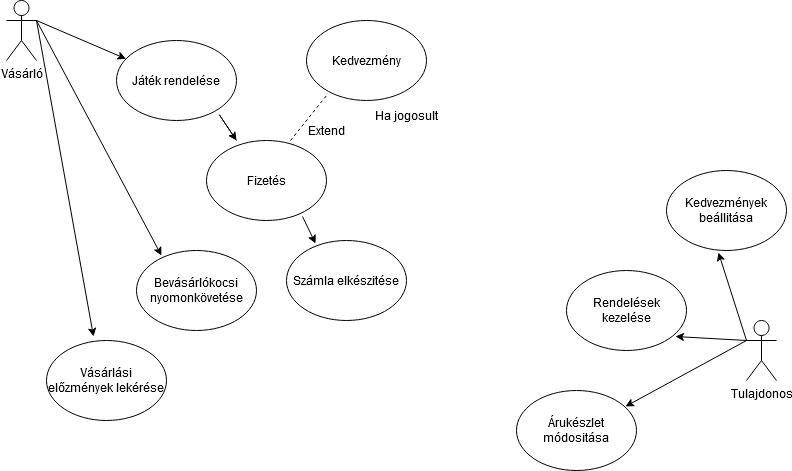 Vásárló
Játék rendelése
Kedvezmény
Ha jogosult
Extend
Fizetés
Számla elkészitése
Bevásárlókocsi
nyomonkövetése
Vásárlási
előzmények lekérése
Kedvezmények
beállitása
Rendelések
kezelése
Tulajdonos
Árukészlet
módositása